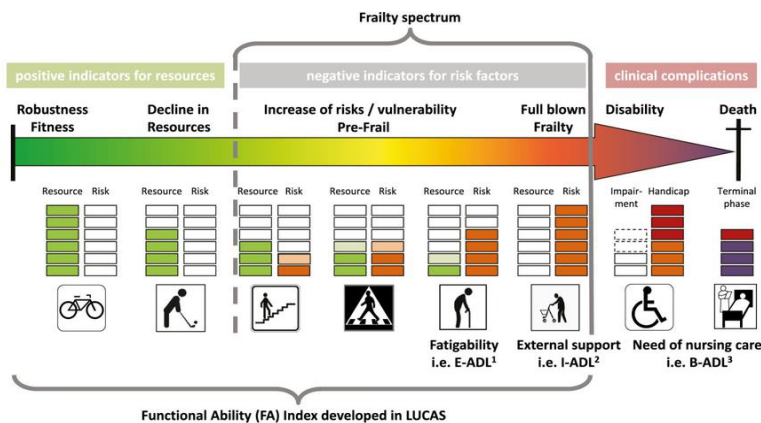 Frailty spectrum
positive indicators for resources
negative indicators for risk factors
clinical complications
Robustness
Fitness
Decline in
Resources
Increase of risks / vulnerability
Pre-Frail
Full blown
Frailty
Disability
Death
Resource Risk
Resource Risk
Resource Risk
Resource Risk
Resource Risk
Resource Risk
Impair-
ment
Handicap
Terminal
phase
Fatigability
i.e. E-ADL¹
External support
i.e. I-ADL²
Need of nursing care
i.e. B-ADL³
Functional Ability (FA) Index developed in LUCAS